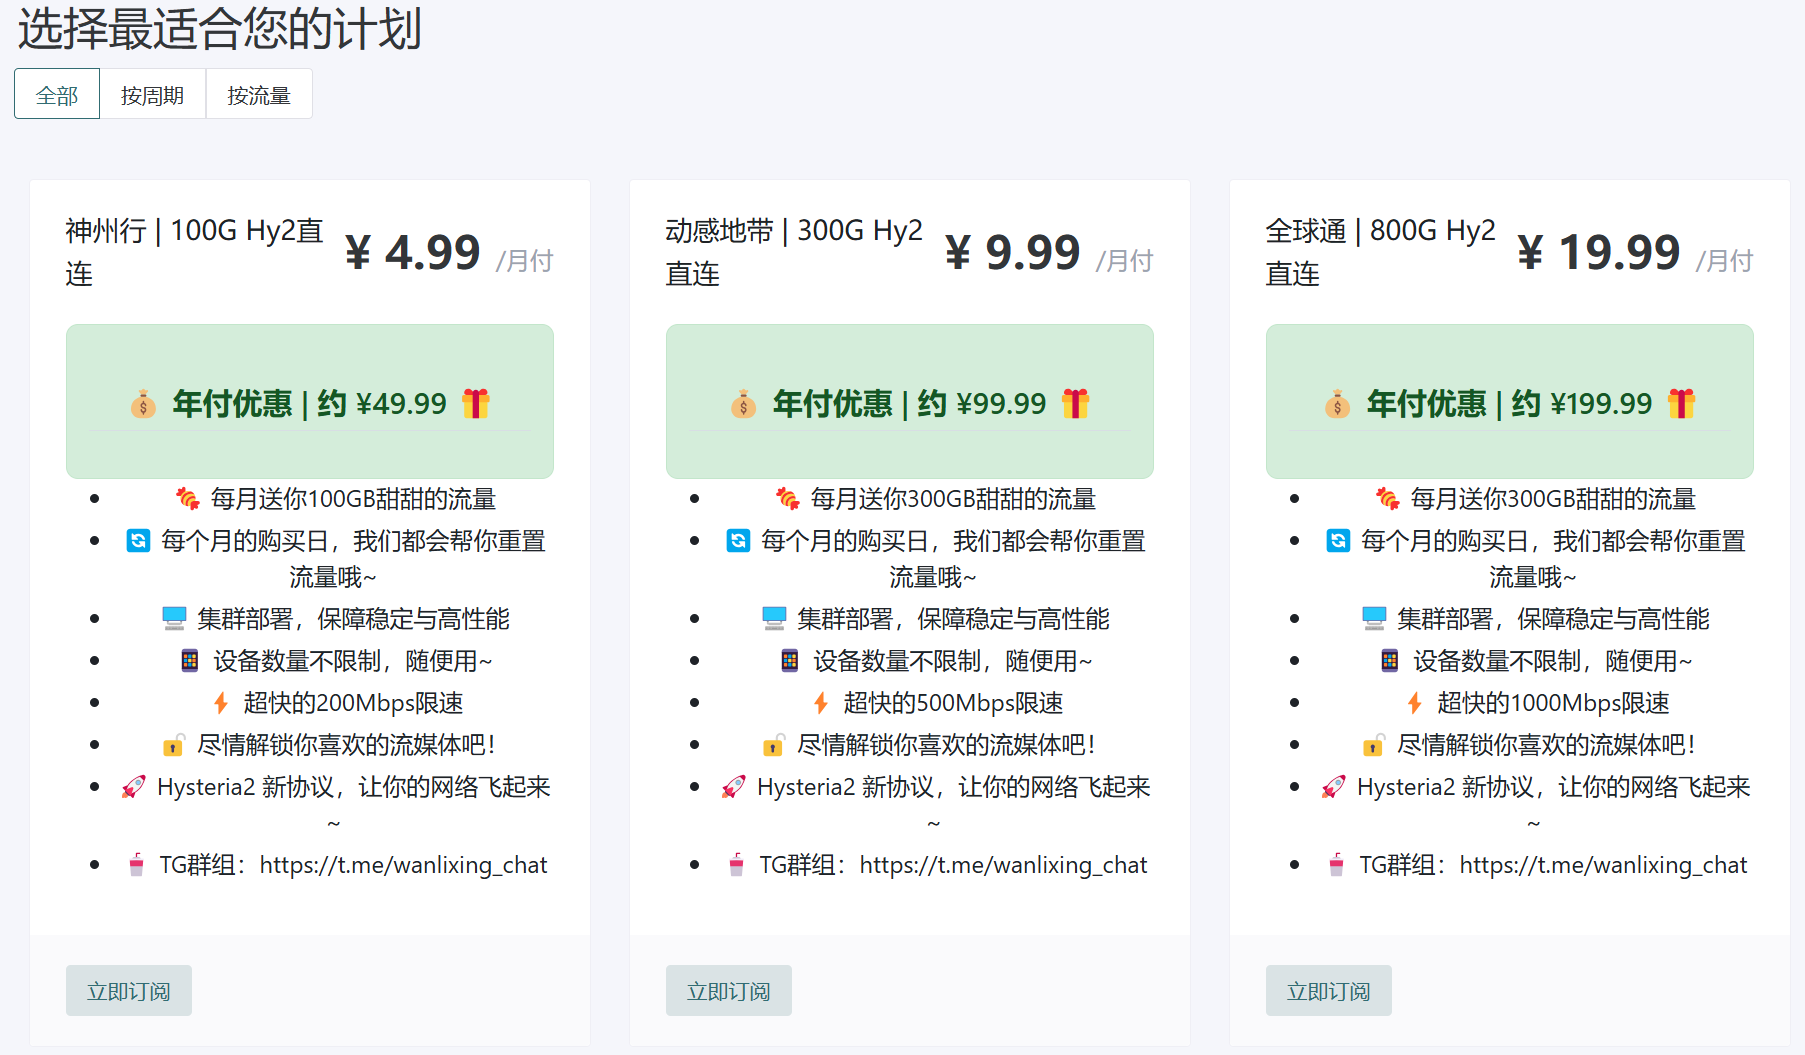 选择最适合您的计划
全部
按周期
按流量
神州行 | 100G Hy2直
连
¥ 4.99 /月付
年付优惠 | 约 ¥49.99
每月送你100GB甜甜的流量
每个月的购买日，我们都会帮你重置
流量哦~
集群部署，保障稳定与高性能
设备数量不限制，随便用~
超快的200Mbps限速
尽情解锁你喜欢的流媒体吧！
Hysteria2 新协议，让你的网络飞起来
~
TG群组：https://t.me/wanlixing_chat
立即订阅
动感地带 | 300G Hy2
直连
¥ 9.99 /月付
年付优惠 | 约 ¥99.99
每月送你300GB甜甜的流量
每个月的购买日，我们都会帮你重置
流量哦~
集群部署，保障稳定与高性能
设备数量不限制，随便用~
超快的500Mbps限速
尽情解锁你喜欢的流媒体吧！
Hysteria2 新协议，让你的网络飞起来
~
TG群组：https://t.me/wanlixing_chat
立即订阅
全球通 | 800G Hy2
直连
¥ 19.99 /月付
年付优惠 | 约 ¥199.99
每月送你300GB甜甜的流量
每个月的购买日，我们都会帮你重置
流量哦~
集群部署，保障稳定与高性能
设备数量不限制，随便用~
超快的1000Mbps限速
尽情解锁你喜欢的流媒体吧！
Hysteria2 新协议，让你的网络飞起来
~
TG群组：https://t.me/wanlixing_chat
立即订阅